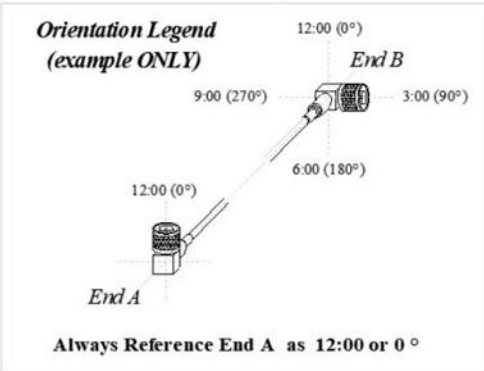 Orientation Legend
(example ONLY)
12:00 (0°)
End B
9:00 (270°)
3:00 (90°)
6:00 (180°)
12:00 (0°)
End A
Always Reference End A as 12:00 or 0 °